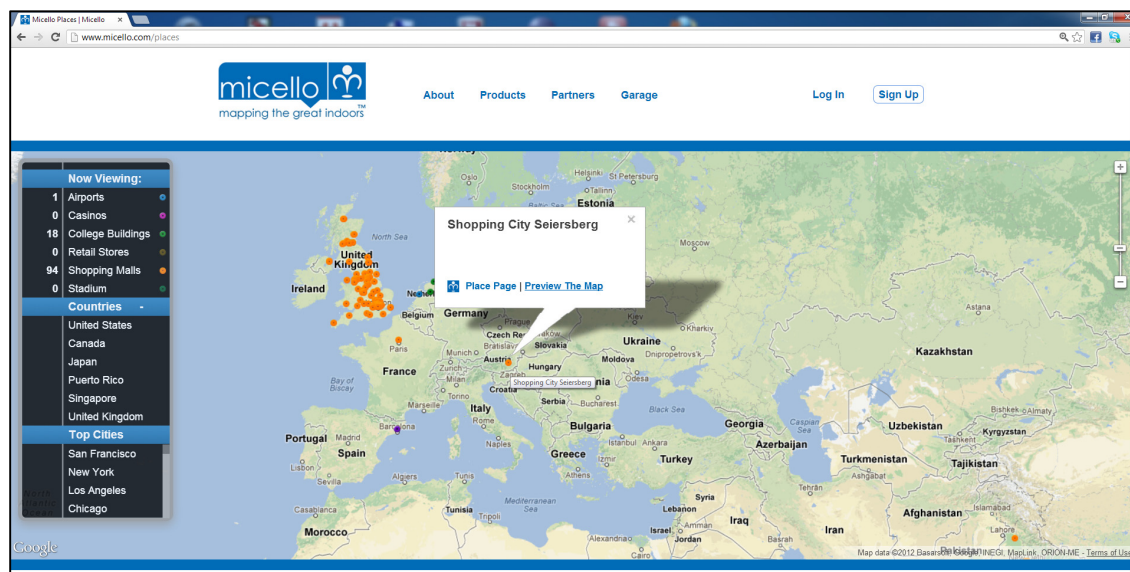 Micello Places | Micello
www.micello.com/places
micello
mapping the great indoors™
About Products Partners Garage
Log In Sign Up
Now Viewing:
1 Airports
0 Casinos
18 College Buildings
0 Retail Stores
94 Shopping Malls
0 Stadium
Countries -
United States
Canada
Japan
Puerto Rico
Singapore
United Kingdom
Top Cities
San Francisco
New York
Los Angeles
Chicago
Shopping City Seiersberg
Place Page | Preview The Map
Shopping City Seiersberg
Oslo
Helsinki
St Petersburg
Stockholm
Tallinn
Estonia
Baltic Sea
North Sea
Moscow
United Kingdom
Ireland
Belgium
Germany
Prague
Kiev
Kharkiv
Astana
Paris
Czech
Bratislava
Slovakia
Ukraine
Dnipropetrovs'k
Kazakhstan
Munich
Austria
Hungary
Moldova
France
Zurich
Milan
Zagreb
Odesa
Bay of Biscay
Croatia
Torino
Serbia
Bucharest
Marseille
Italy
Black Sea
Bishkek
Almaty
Barcelona
Rome
Bulgaria
Georgia
Caspian Sea
Uzbekistan
Kyrgyzstan
Tashkent
Portugal
Madrid
Spain
Naples
Istanbul
Ankara
Azerbaijan
Lisbon
Greece
Izmir
Turkey
Turkmenistan
Tajikistan
Sevilla
Algiers
Tunis
Athens
Ashgabat
Tehrān
Mediterranean Sea
Syria
Islamabad
Casablanca
Tunisia
Tripoli
Lebanon
Afghanistan
Iraq
Iran
Lahore
Morocco
Israel
Amman
Jordan
Basrah
Alexandria
Cairo
North Atlantic Ocean
Google
Map data ©2012 Basarsoft, Google, INEGI, MapLink, ORION-ME - Terms of Use